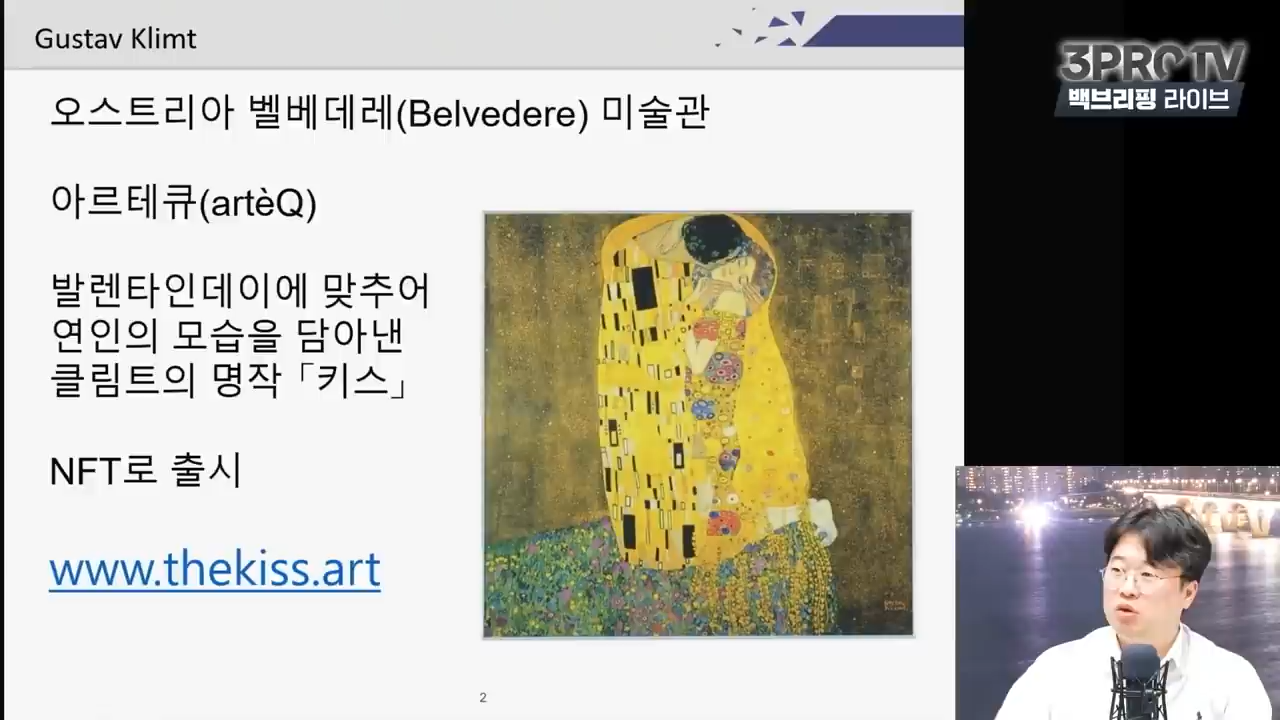 Gustav Klimt
오스트리아 벨베데레(Belvedere) 미술관
아르테큐(artèQ)
발렌타인데이에 맞추어
연인의 모습을 담아낸
클림트의 명작「키스」
NFT로 출시
www.thekiss.art
2
3PROTV
백브리핑 라이브